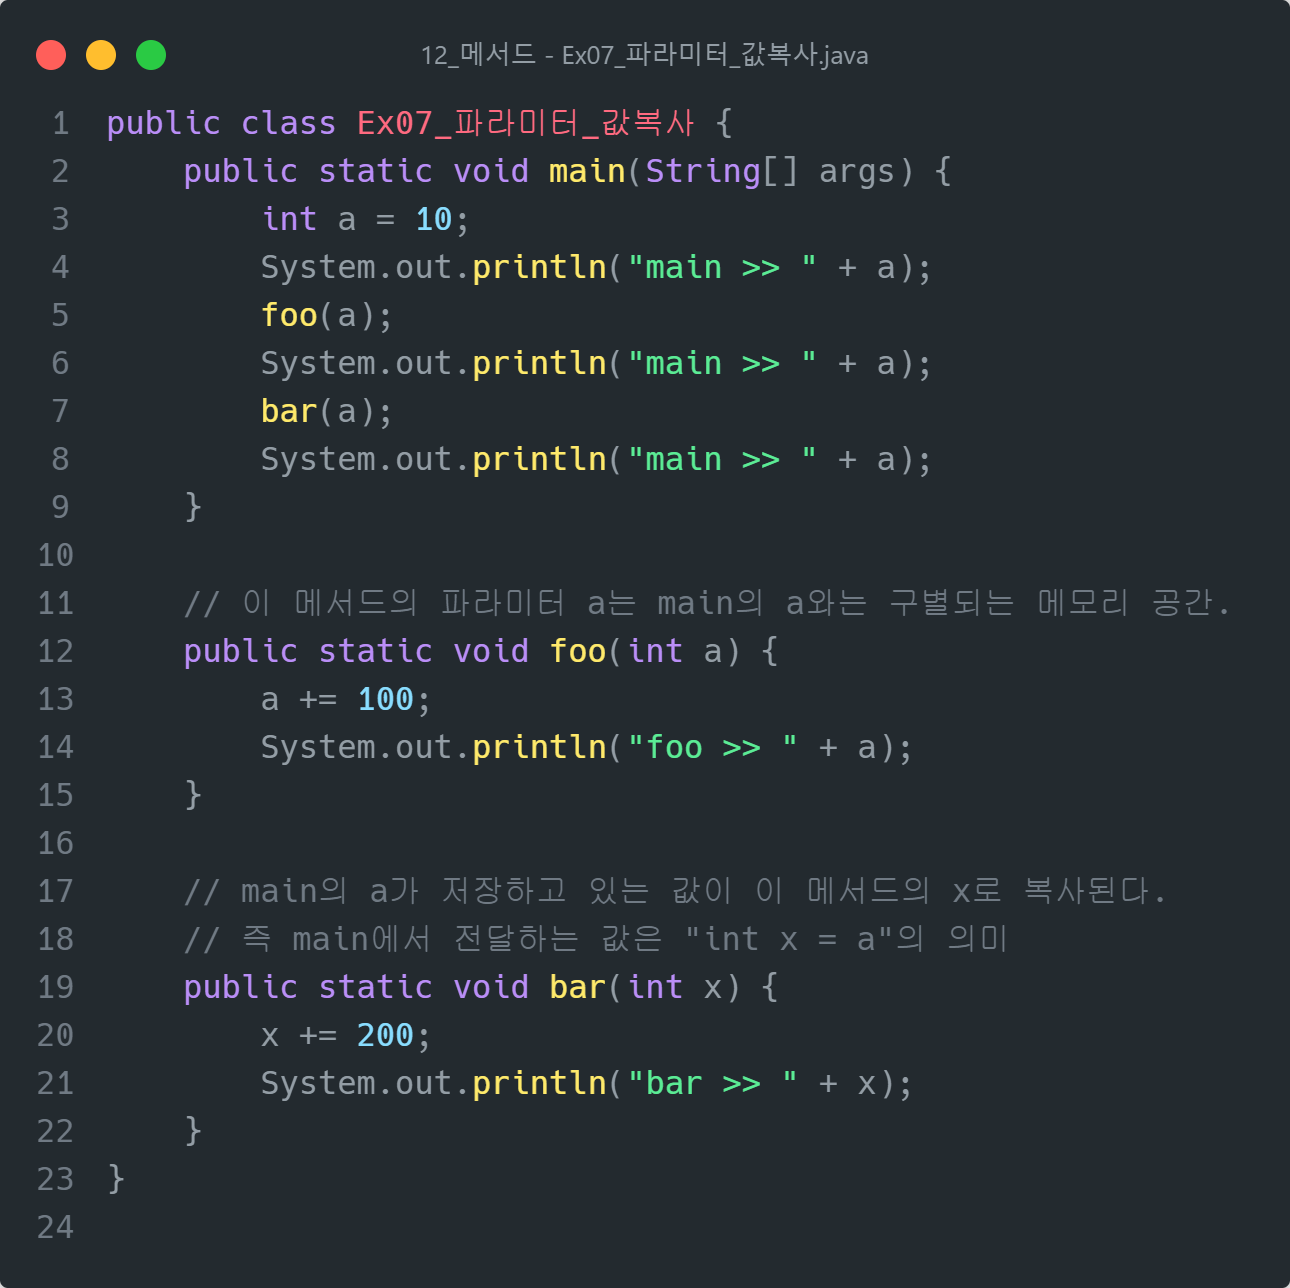 12_메서드 - Ex07_파라미터_값복사.java
1 public class Ex07_파라미터_값복사 {
2     public static void main(String[] args) {
3         int a = 10;
4         System.out.println("main >> " + a);
5         foo(a);
6         System.out.println("main >> " + a);
7         bar(a);
8         System.out.println("main >> " + a);
9     }
10
11     // 이 메서드의 파라미터 a는 main의 a와는 구별되는 메모리 공간.
12     public static void foo(int a) {
13         a += 100;
14         System.out.println("foo >> " + a);
15     }
16
17     // main의 a가 저장하고 있는 값이 이 메서드의 x로 복사된다.
18     // 즉 main에서 전달하는 값은 "int x = a"의 의미
19     public static void bar(int x) {
20         x += 200;
21         System.out.println("bar >> " + x);
22     }
23 }
24